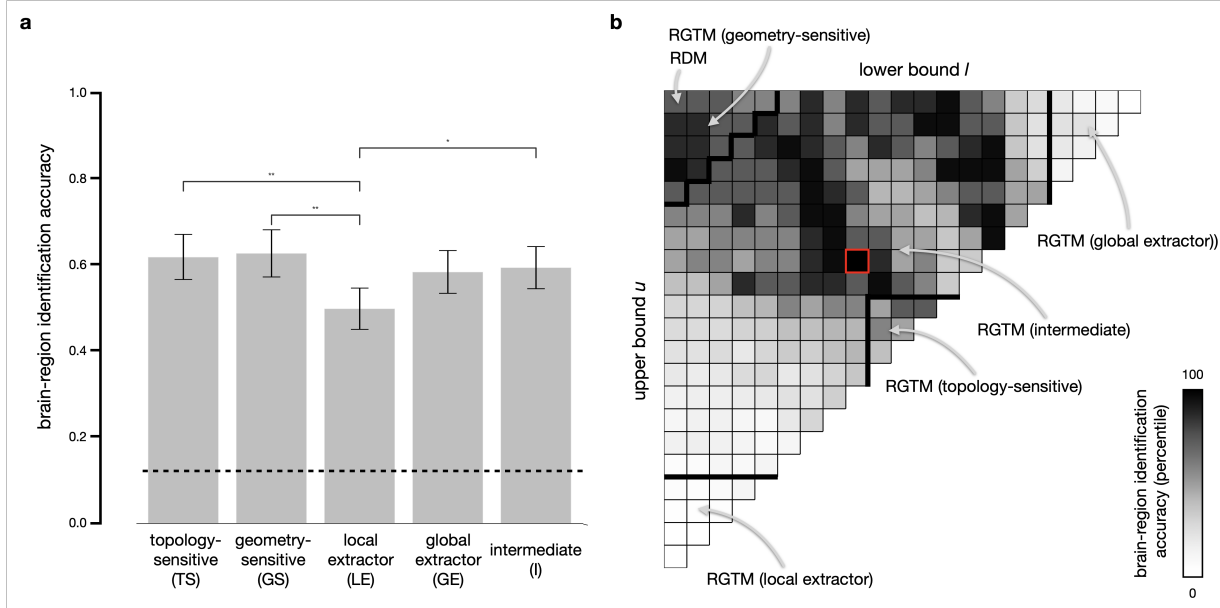 a
brain-region identification accuracy
1.0
0.8
0.6
0.4
0.2
0.0
**
**
*
topology-
sensitive
(TS)
geometry-
sensitive
(GS)
local
extractor
(LE)
global
extractor
(GE)
intermediate
(I)
b
RGTM (geometry-sensitive)
RDM
lower bound l
upper bound u
RGTM (global extractor))
RGTM (intermediate)
RGTM (topology-sensitive)
RGTM (local extractor)
brain-region identification
accuracy (percentile)
100
0